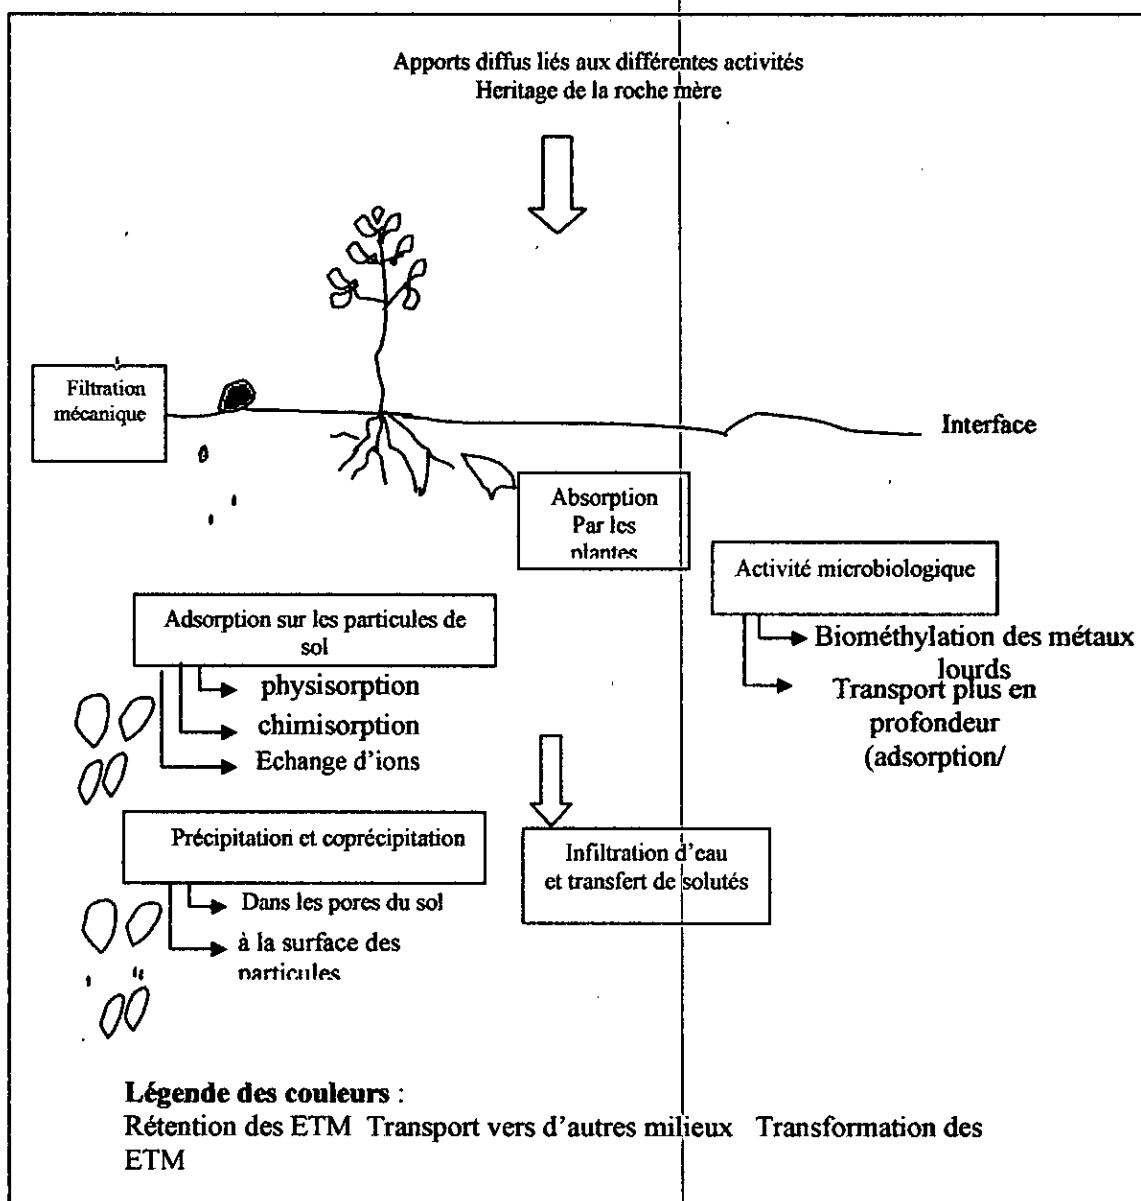 Apports diffus liés aux différentes activités
Heritage de la roche mère
Filtration
mécanique
Interface
Absorption
Par les
plantes
Activité microbiologique
Biométhylation des métaux
lourds
Transport plus en
profondeur
(adsorption/
Adsorption sur les particules de
sol
physisorption
chimisorption
Echange d’ions
Précipitation et coprécipitation
Dans les pores du sol
à la surface des
particules
Infiltration d’eau
et transfert de solutés
Légende des couleurs :
Rétention des ETM Transport vers d’autres milieux Transformation des
ETM